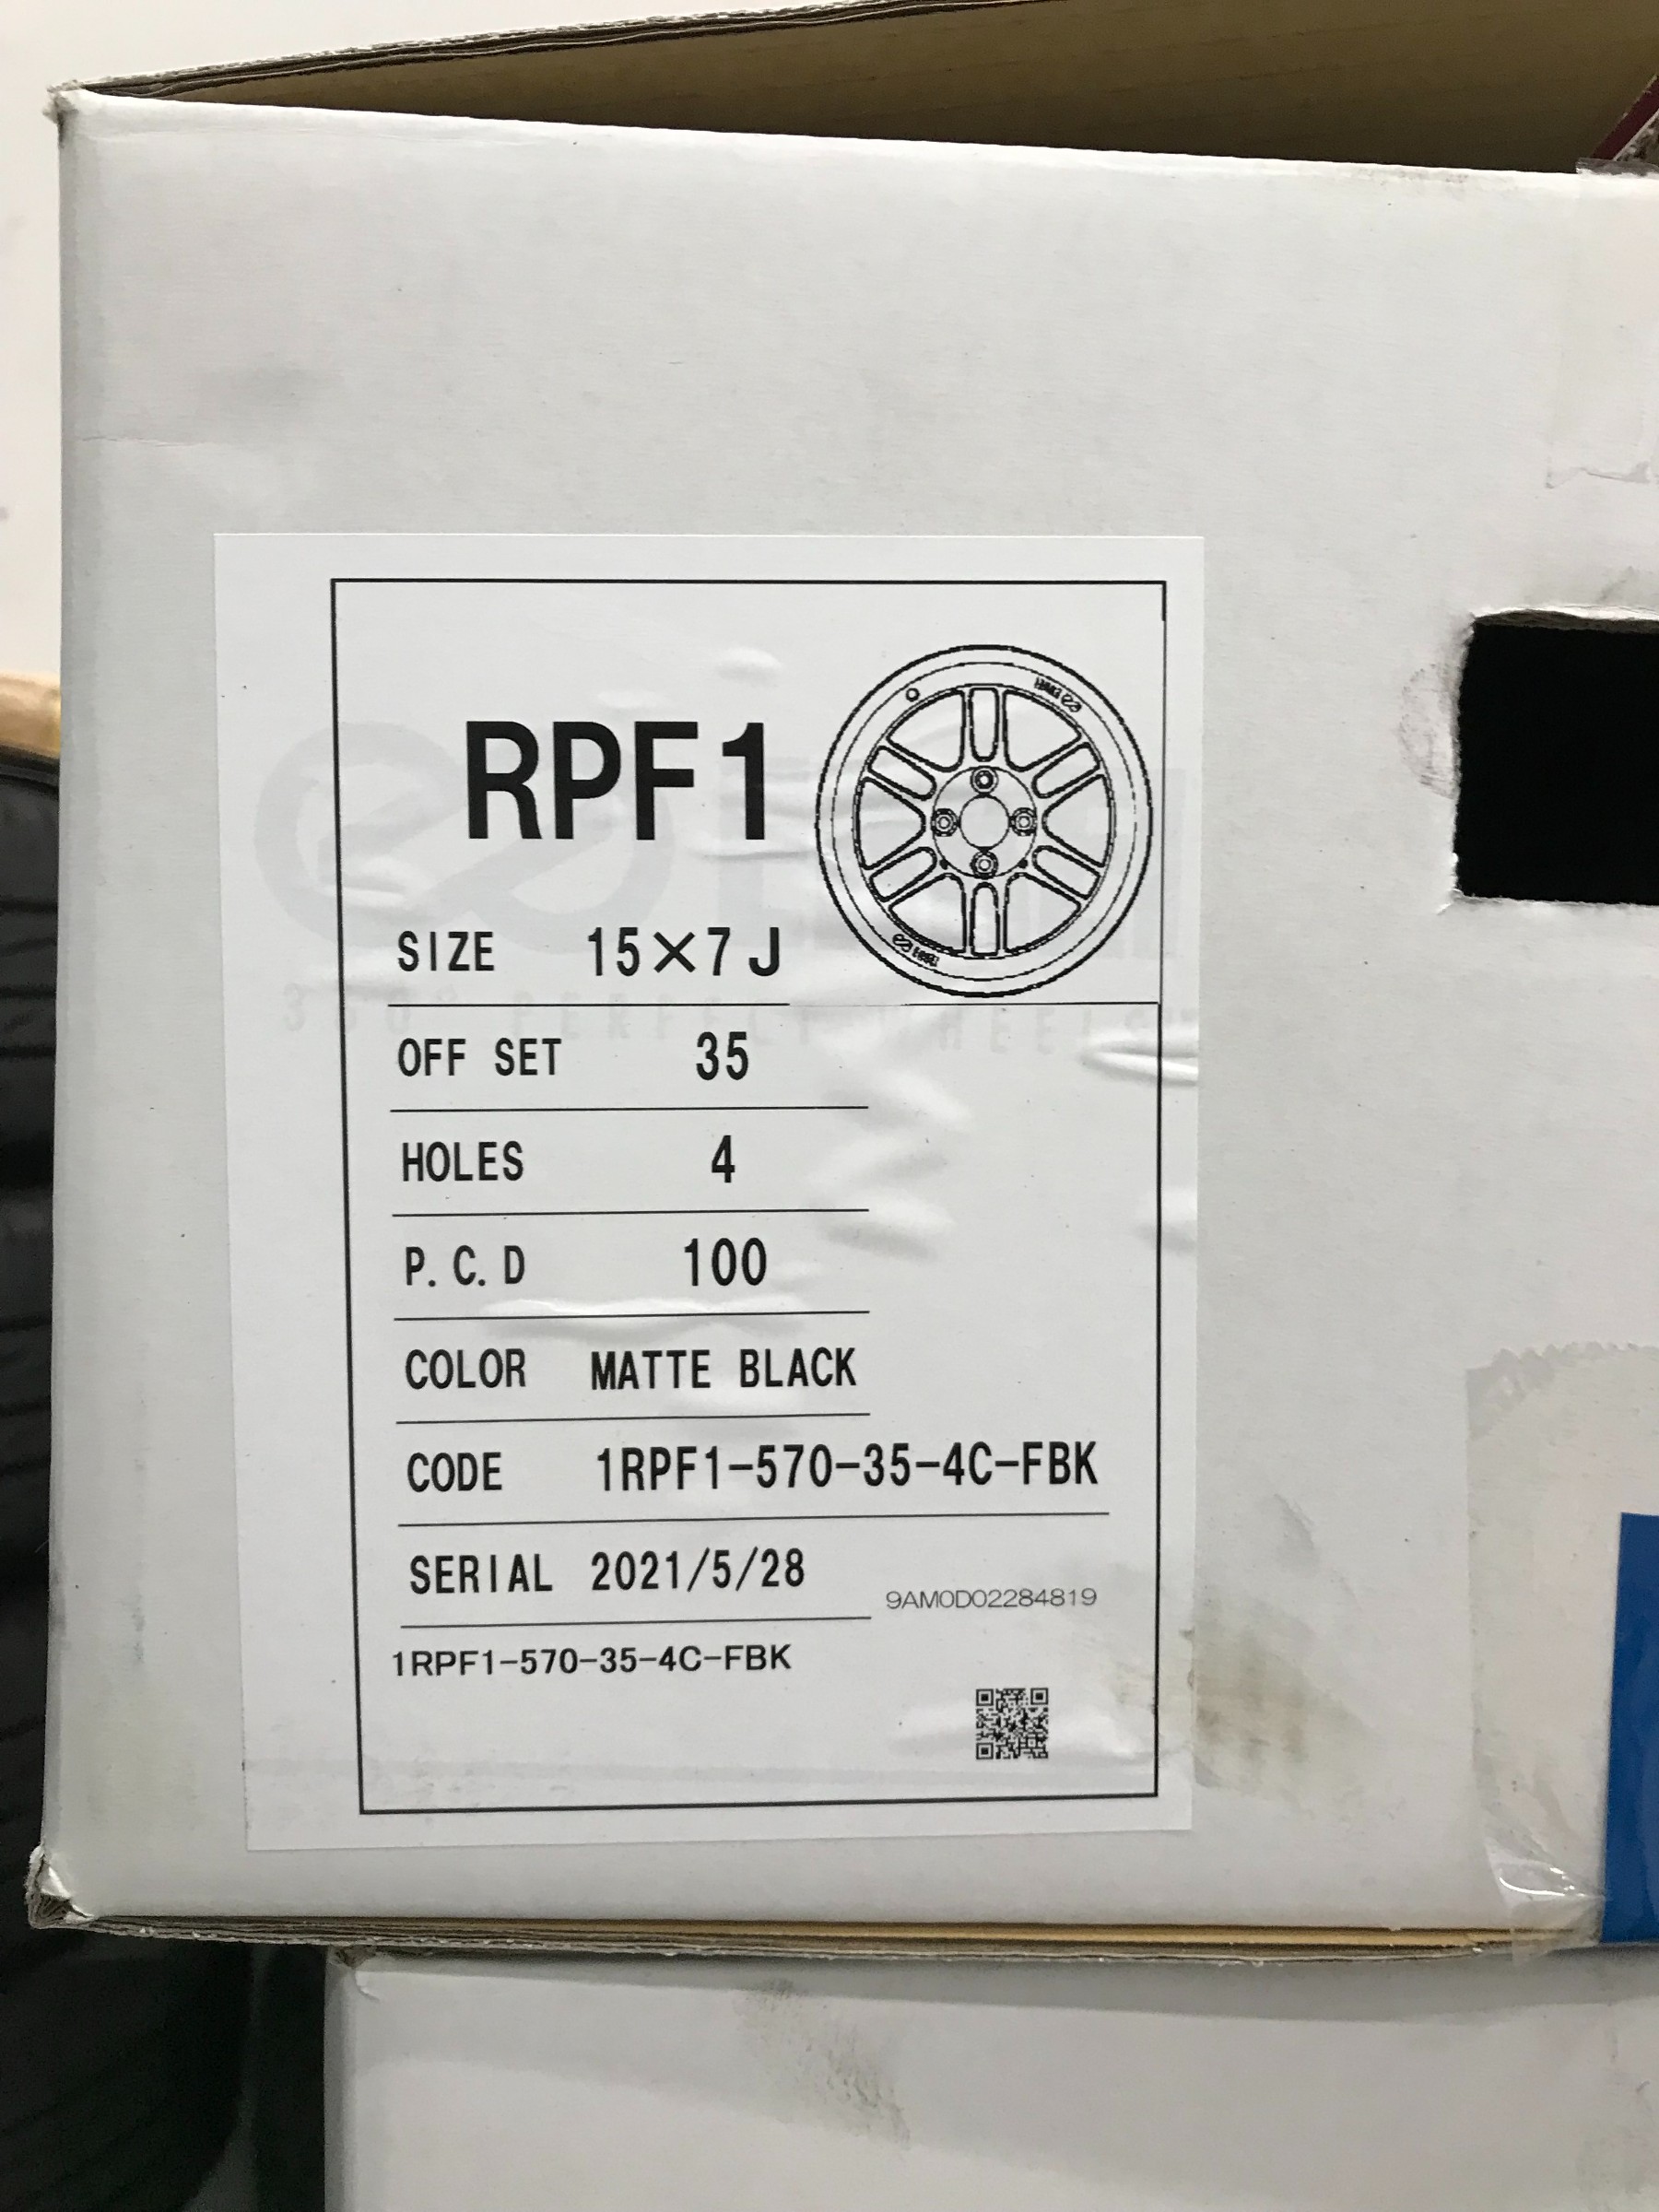 RPF1
SIZE 15×7J
OFF SET 35
HOLES 4
P.C.D 100
COLOR MATTE BLACK
CODE 1RPF1-570-35-4C-FBK
SERIAL 2021/5/28
9AM0D02284819
1RPF1-570-35-4C-FBK